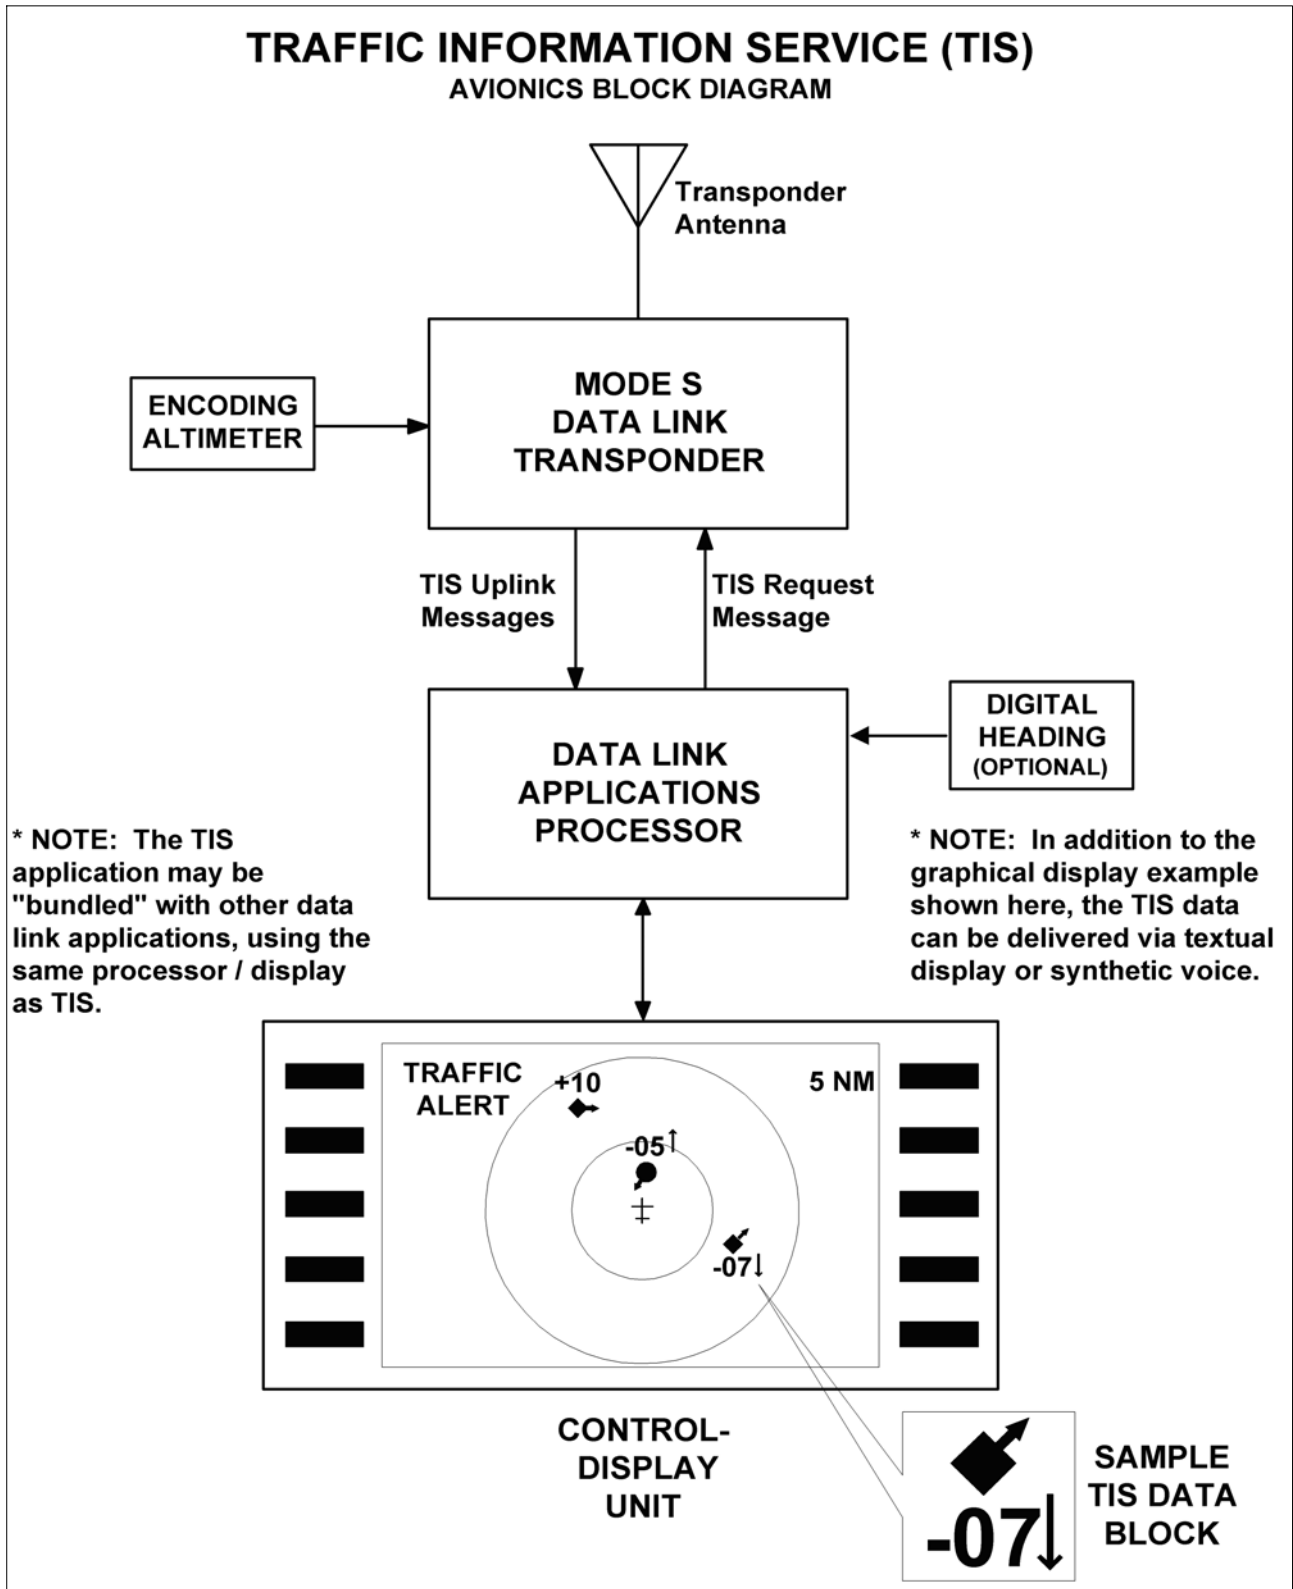 TRAFFIC INFORMATION SERVICE (TIS)
AVIONICS BLOCK DIAGRAM
Transponder
Antenna
MODE S
DATA LINK
TRANSPONDER
ENCODING
ALTIMETER
TIS Uplink
Messages
TIS Request
Message
DIGITAL
HEADING
(OPTIONAL)
DATA LINK
APPLICATIONS
PROCESSOR
* NOTE:  The TIS
application may be
"bundled" with other data
link applications, using the
same processor / display
as TIS.
* NOTE:  In addition to the
graphical display example
shown here, the TIS data
can be delivered via textual
display or synthetic voice.
TRAFFIC
ALERT
+10
5 NM
-05↑
-07↓
CONTROL-
DISPLAY
UNIT
-07↓
SAMPLE
TIS DATA
BLOCK